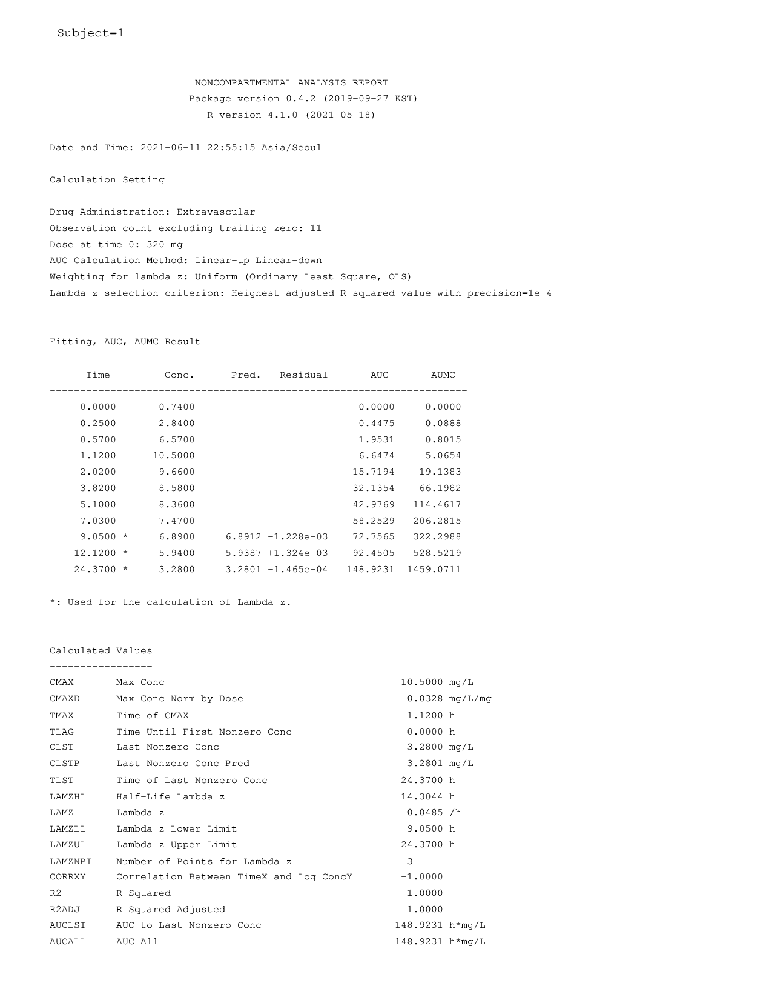 Subject=1
NONCOMPARTMENTAL ANALYSIS REPORT
Package version 0.4.2 (2019-09-27 KST)
R version 4.1.0 (2021-05-18)
Date and Time: 2021-06-11 22:55:15 Asia/Seoul
Calculation Setting
-------------------
Drug Administration: Extravascular
Observation count excluding trailing zero: 11
Dose at time 0: 320 mg
AUC Calculation Method: Linear-up Linear-down
Weighting for lambda z: Uniform (Ordinary Least Square, OLS)
Lambda z selection criterion: Heighest adjusted R-squared value with precision=1e-4
Fitting, AUC, AUMC Result
-------------------------
Time Conc. Pred. Residual AUC AUMC
---------------------------------------------------------------------
0.0000 0.7400 0.0000 0.0000
0.2500 2.8400 0.4475 0.0888
0.5700 6.5700 1.9531 0.8015
1.1200 10.5000 6.6474 5.0654
2.0200 9.6600 15.7194 19.1383
3.8200 8.5800 32.1354 66.1982
5.1000 8.3600 42.9769 114.4617
7.0300 7.4700 58.2529 206.2815
9.0500 * 6.8900 6.8912 -1.228e-03 72.7565 322.2988
12.1200 * 5.9400 5.9387 +1.324e-03 92.4505 528.5219
24.3700 * 3.2800 3.2801 -1.465e-04 148.9231 1459.0711
*: Used for the calculation of Lambda z.
Calculated Values
-----------------
CMAX Max Conc 10.5000 mg/L
CMAXD Max Conc Norm by Dose 0.0328 mg/L/mg
TMAX Time of CMAX 1.1200 h
TLAG Time Until First Nonzero Conc 0.0000 h
CLST Last Nonzero Conc 3.2800 mg/L
CLSTP Last Nonzero Conc Pred 3.2801 mg/L
TLST Time of Last Nonzero Conc 24.3700 h
LAMZHL Half-Life Lambda z 14.3044 h
LAMZ Lambda z 0.0485 /h
LAMZLL Lambda z Lower Limit 9.0500 h
LAMZUL Lambda z Upper Limit 24.3700 h
LAMZNPT Number of Points for Lambda z 3
CORRXY Correlation Between TimeX and Log ConcY -1.0000
R2 R Squared 1.0000
R2ADJ R Squared Adjusted 1.0000
AUCLST AUC to Last Nonzero Conc 148.9231 h*mg/L
AUCALL AUC All 148.9231 h*mg/L